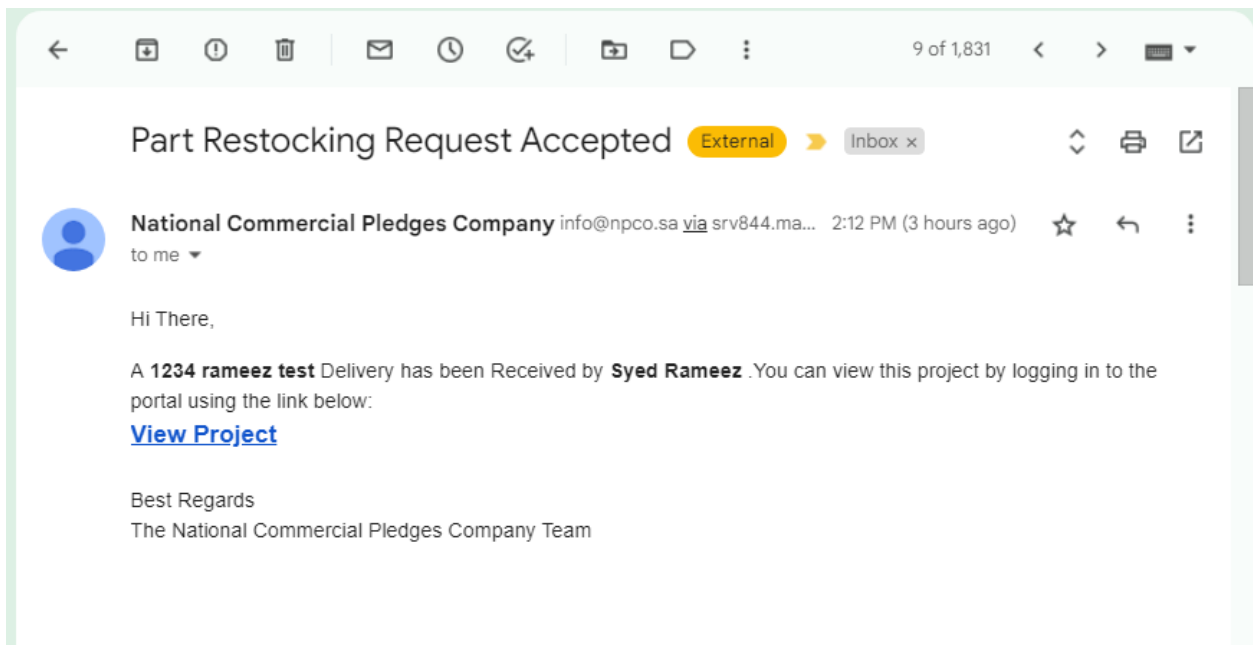 9 of 1,831
Part Restocking Request Accepted External Inbox x
National Commercial Pledges Company info@npco.sa via srv844.ma... 2:12 PM (3 hours ago)
to me
Hi There,
A 1234 rameez test Delivery has been Received by Syed Rameez .You can view this project by logging in to the
portal using the link below:
View Project
Best Regards
The National Commercial Pledges Company Team